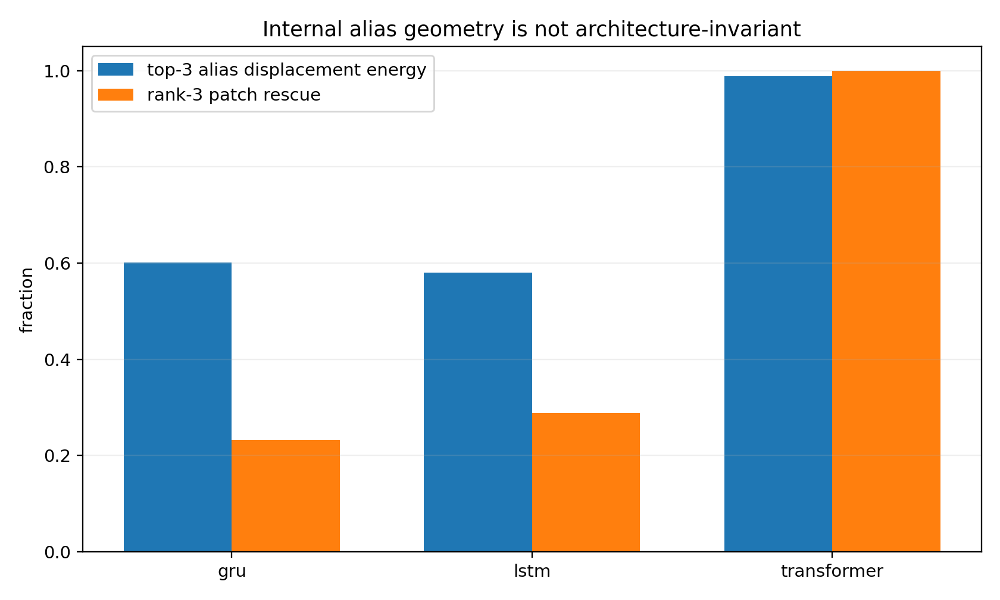 Internal alias geometry is not architecture-invariant
top-3 alias displacement energy
rank-3 patch rescue
fraction
1.0
0.8
0.6
0.4
0.2
0.0
gru
lstm
transformer